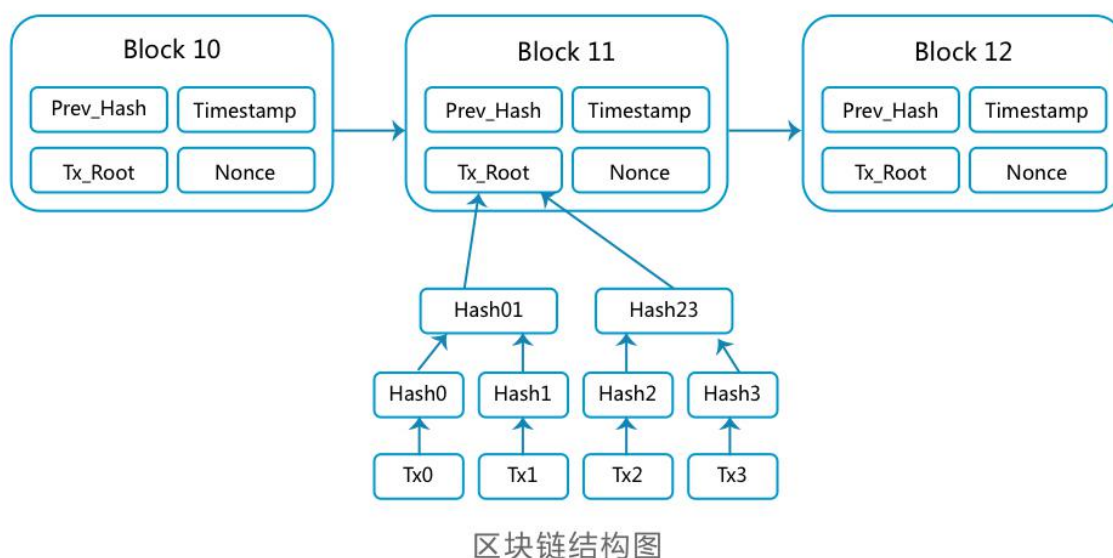 Block 10
Block 11
Block 12
Prev_Hash
Timestamp
Prev_Hash
Timestamp
Prev_Hash
Timestamp
Tx_Root
Nonce
Tx_Root
Nonce
Tx_Root
Nonce
Hash01
Hash23
Hash0
Hash1
Hash2
Hash3
Tx0
Tx1
Tx2
Tx3
区块链结构图